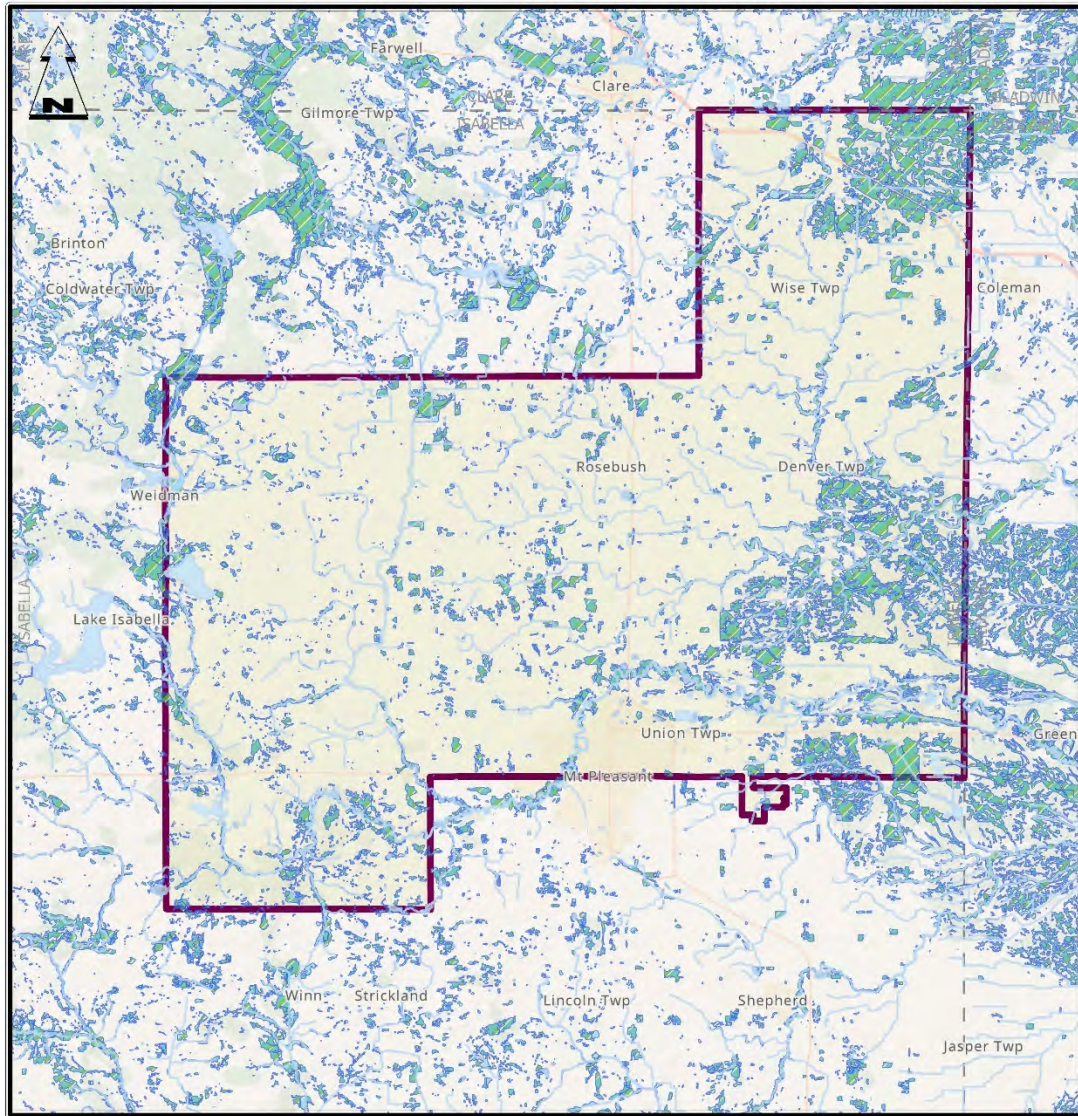 Farwell
Clare
N
CLARE
ISABELLA
GLADWIN
Gilmore Twp
Brinton
Coldwater Twp
Wise Twp
Coleman
Rosebush
Denver Twp
Weidman
ISABELLA
Lake Isabella
Union Twp
Green
Mt Pleasant
Winn
Strickland
Lincoln Twp
Shepherd
Jasper Twp